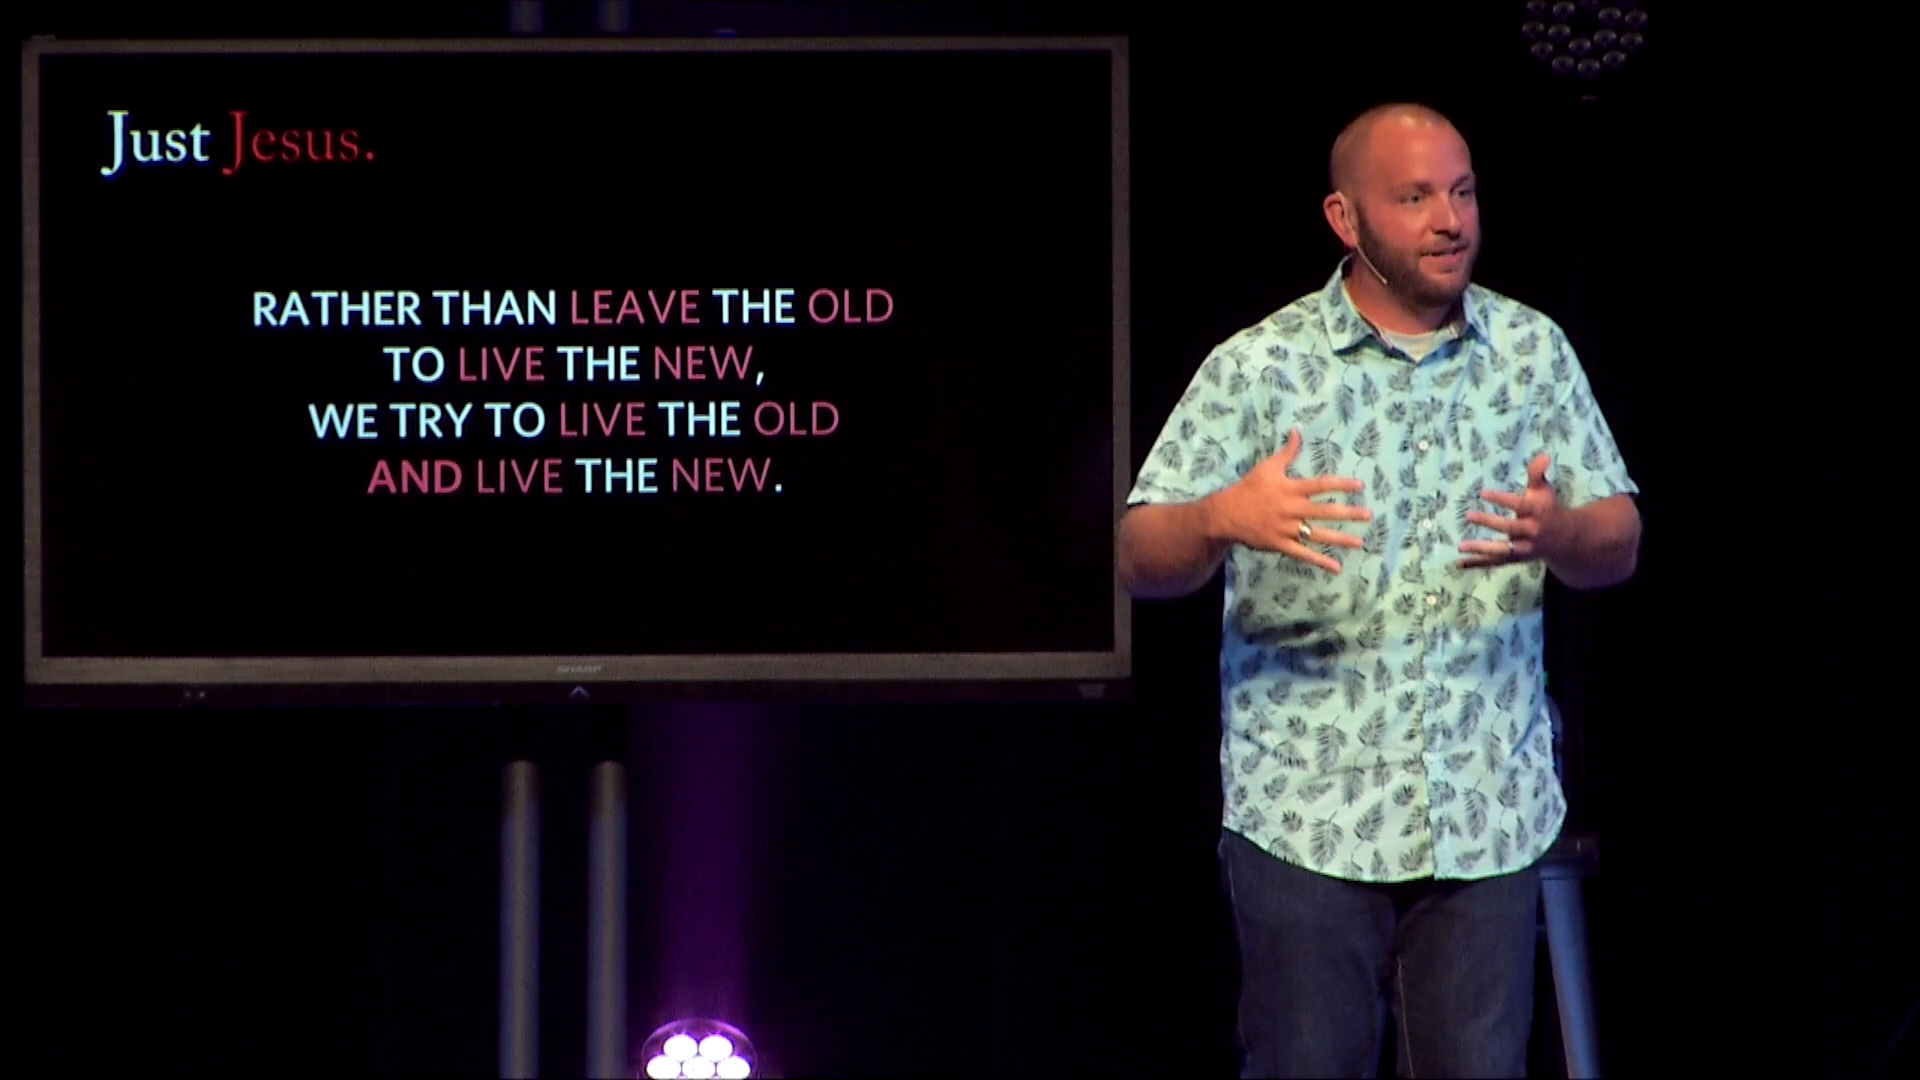 Just Jesus.
RATHER THAN LEAVE THE OLD
TO LIVE THE NEW,
WE TRY TO LIVE THE OLD
AND LIVE THE NEW.
SHARP